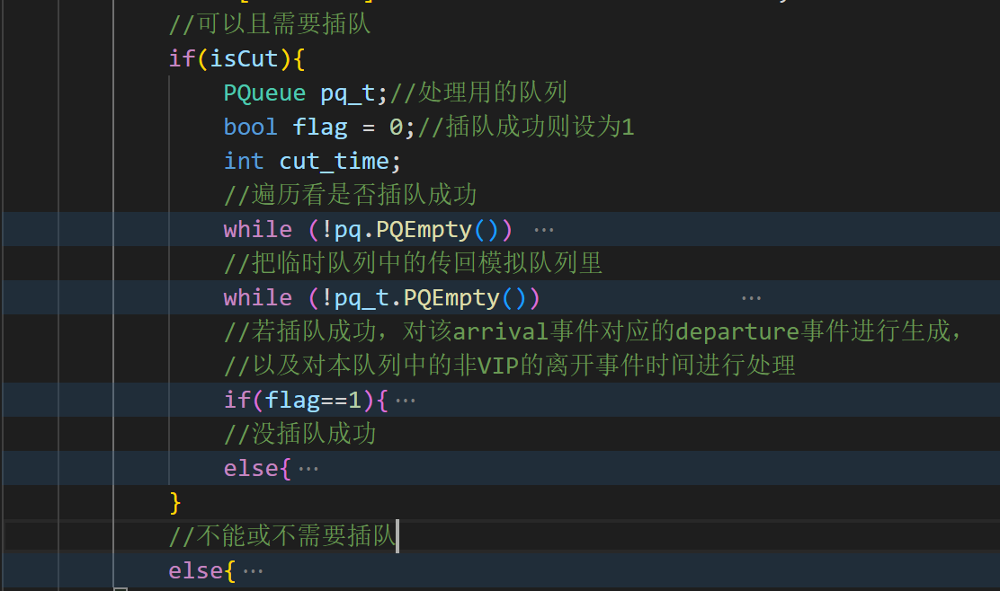 //可以且需要插队
if(isCut){
PQueue pq_t;//处理用的队列
bool flag = 0;//插队成功则设为1
int cut_time;
//遍历看是否插队成功
while (!pq.PQEmpty()) ⋯
//把临时队列中的传回模拟队列里
while (!pq_t.PQEmpty()) ⋯
//若插队成功，对该arrival事件对应的departure事件进行生成，
//以及对本队列中的非VIP的离开事件时间进行处理
if(flag==1){⋯
//没插队成功
else{⋯
}
//不能或不需要插队
else{⋯